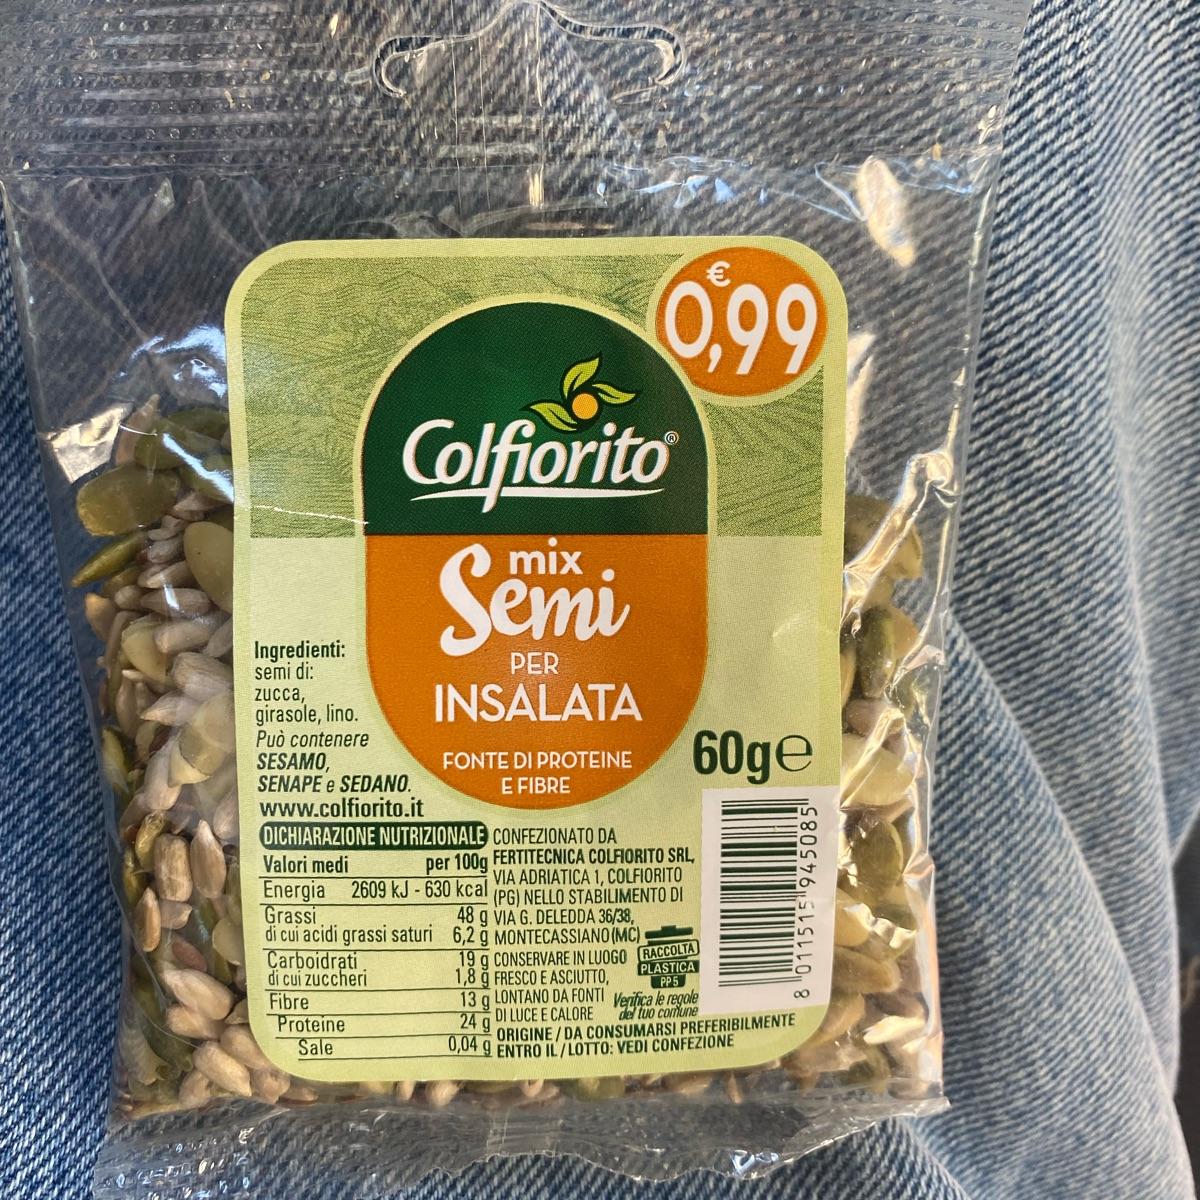 €
0,99
Colfiorito®
mix
Semi
PER
INSALATA
FONTE DI PROTEINE
E FIBRE
60g℮
Ingredienti:
semi di:
zucca,
girasole, lino.
Può contenere
SESAMO,
SENAPE e SEDANO.
www.colfiorito.it
DICHIARAZIONE NUTRIZIONALE
Valori medi per 100g
Energia 2609 kJ - 630 kcal
Grassi 48 g
di cui acidi grassi saturi 6,2 g
Carboidrati 19 g
di cui zuccheri 1,8 g
Fibre 13 g
Proteine 24 g
Sale 0,04 g
CONFEZIONATO DA
FERTITECNICA COLFIORITO SRL,
VIA ADRIATICA 1, COLFIORITO
(PG) NELLO STABILIMENTO DI
VIA G. DELEDDA 36/38,
MONTECASSIANO (MC)
CONSERVARE IN LUOGO
FRESCO E ASCIUTTO,
LONTANO DA FONTI
DI LUCE E CALORE
RACCOLTA
PLASTICA
PP 5
Verifica le regole
del tuo comune
ORIGINE / DA CONSUMARSI PREFERIBILMENTE
ENTRO IL / LOTTO: VEDI CONFEZIONE
8 011515 945085